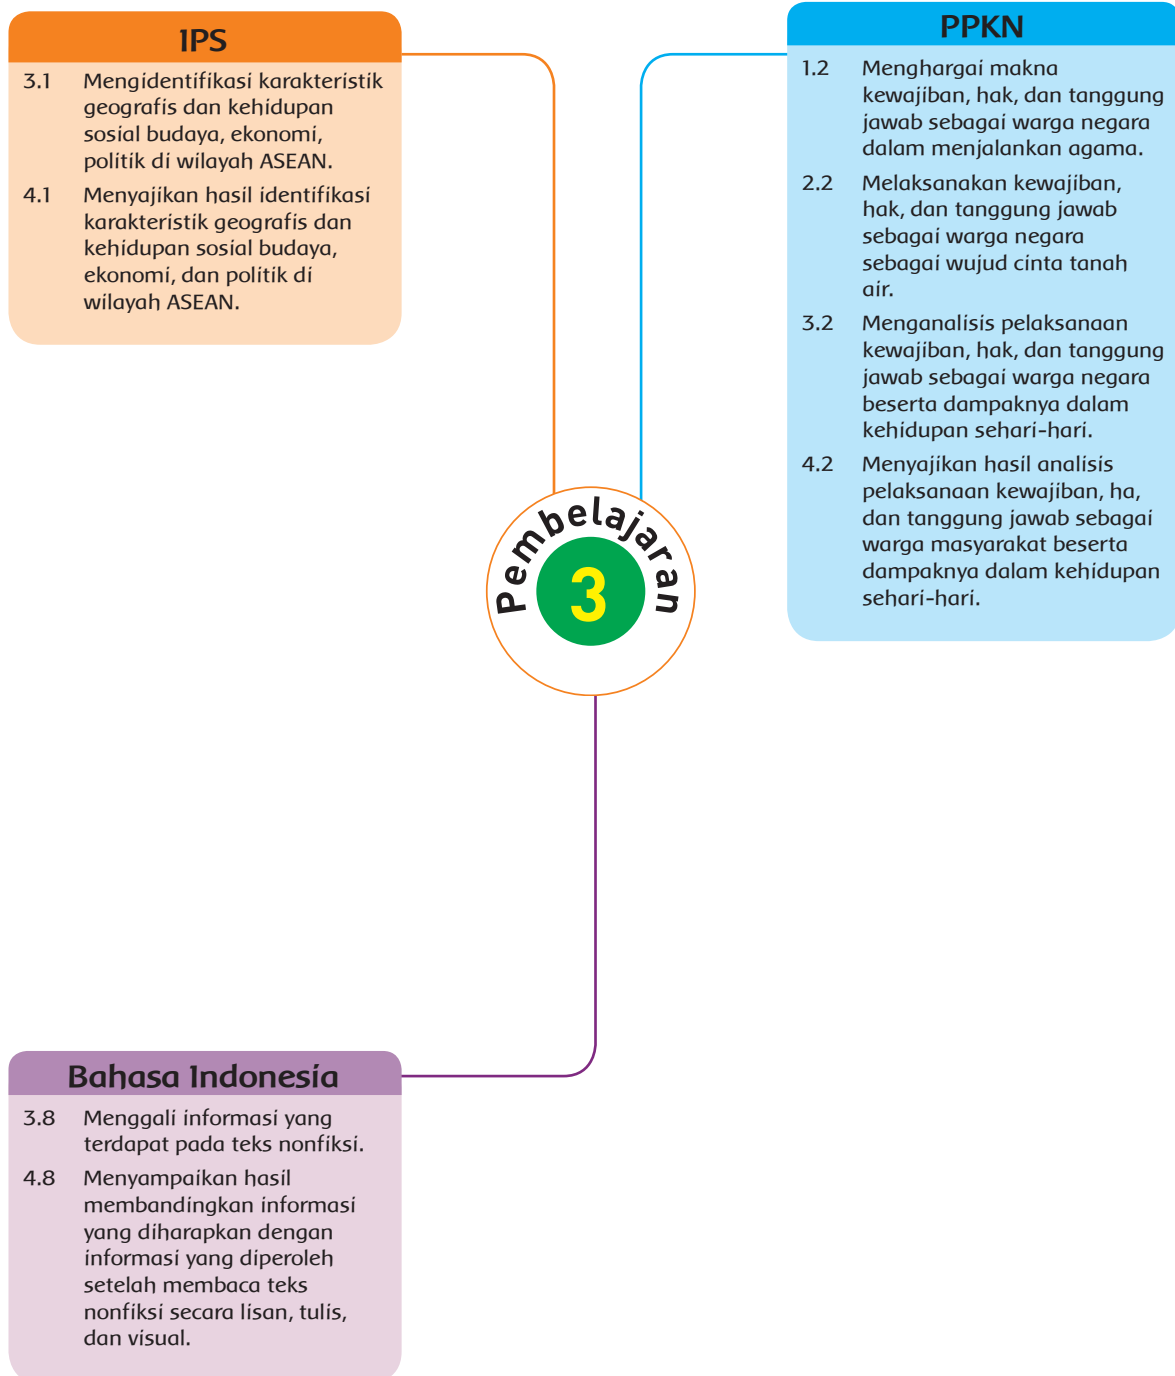 IPS
3.1 Mengidentifikasi karakteristik
geografis dan kehidupan
sosial budaya, ekonomi,
politik di wilayah ASEAN.
4.1 Menyajikan hasil identifikasi
karakteristik geografis dan
kehidupan sosial budaya,
ekonomi, dan politik di
wilayah ASEAN.
PPKN
1.2 Menghargai makna
kewajiban, hak, dan tanggung
jawab sebagai warga negara
dalam menjalankan agama.
2.2 Melaksanakan kewajiban,
hak, dan tanggung jawab
sebagai warga negara
sebagai wujud cinta tanah
air.
3.2 Menganalisis pelaksanaan
kewajiban, hak, dan tanggung
jawab sebagai warga negara
beserta dampaknya dalam
kehidupan sehari-hari.
4.2 Menyajikan hasil analisis
pelaksanaan kewajiban, ha,
dan tanggung jawab sebagai
warga masyarakat beserta
dampaknya dalam kehidupan
sehari-hari.
Pembelajaran
3
Bahasa Indonesia
3.8 Menggali informasi yang
terdapat pada teks nonfiksi.
4.8 Menyampaikan hasil
membandingkan informasi
yang diharapkan dengan
informasi yang diperoleh
setelah membaca teks
nonfiksi secara lisan, tulis,
dan visual.